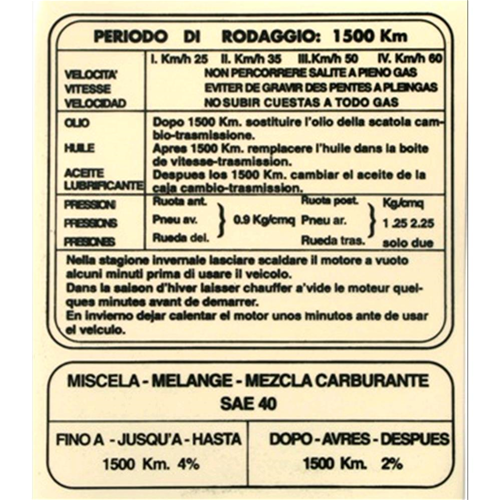 PERIODO DI RODAGGIO: 1500 Km
I. Km/h 25 II. Km/h 35 III.Km/h 50 IV. Km/h 60
VELOCITA' NON PERCORRERE SALITE A PIENO GAS
VITESSE EVITER DE GRAVIR DES PENTES A PLEINGAS
VELOCIDAD NO SUBIR CUESTAS A TODO GAS
OLIO Dopo 1500 Km. sostituire l'olio della scatola cam-
bio-trasmissione.
HUILE Apres 1500 Km. remplacere l'huile dans la boite
de vitesse-trasmission.
ACEITE Despues los 1500 Km. cambiar el aceite de la
LUBRIFICANTE caja cambio-trasmission.
PRESSIONI Ruota ant. Ruota post. Kg/cmq
PRESSIONS Pneu av. } 0.9 Kg/cmq Pneu ar. } 1 25 2.25
PRESIONES Rueda del. Rueda tras. solo due
Nella stagione invernale lasciare scaldare il motore a vuoto
alcuni minuti prima di usare il veicolo.
Dans la saison d'hiver laisser chauffer a'vide le moteur quel-
ques minutes avant de demarrer.
En invierno dejar calentar el motor unos minutos ante de usar
el velculo.
MISCELA - MELANGE - MEZCLA CARBURANTE
SAE 40
FINO A - JUSQU'A - HASTA
1500 Km. 4%
DOPO - AVRES - DESPUES
1500 Km. 2%